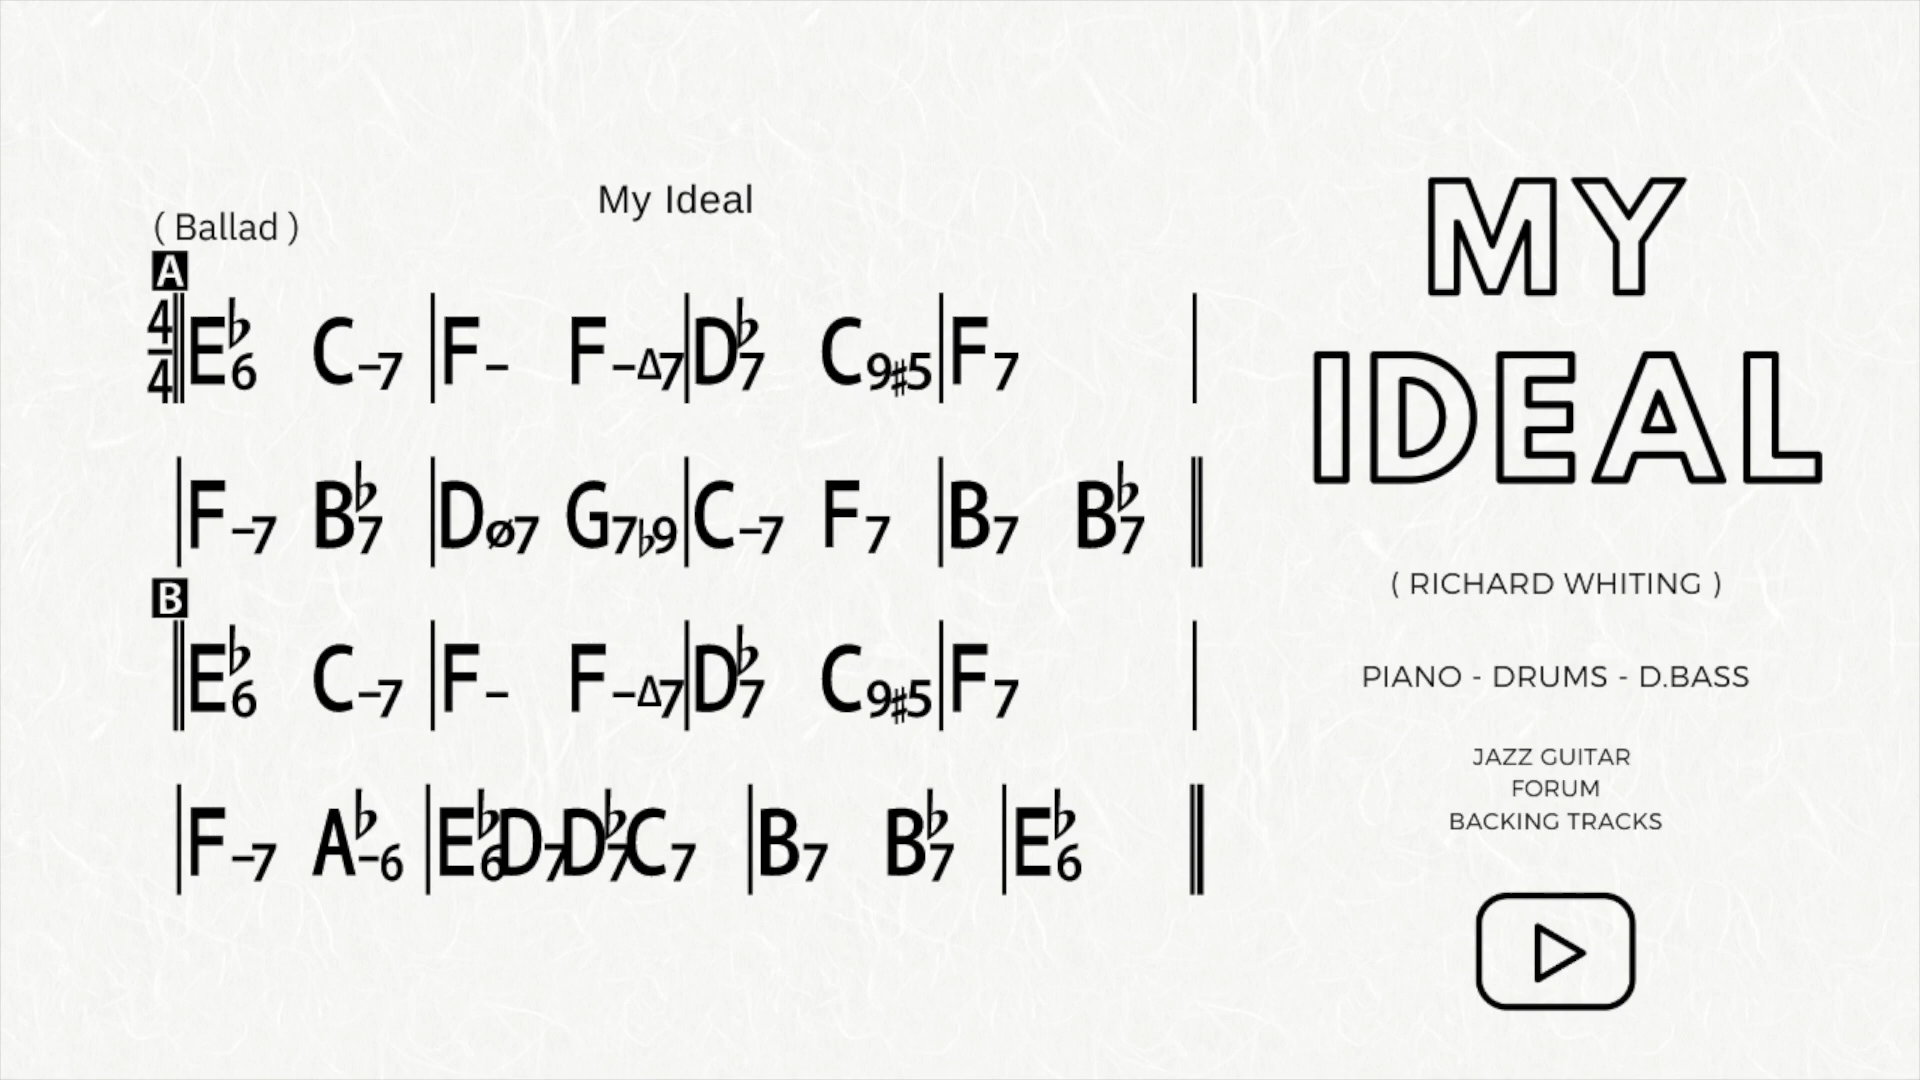 My Ideal
( Ballad )
A
4/4 E♭6 C-7 | F- F-Δ7 | D♭7 C9♯5 | F7 |
| F-7 B♭7 | Dø7 G7♭9 | C-7 F7 | B7 B♭7 ||
B
|| E♭6 C-7 | F- F-Δ7 | D♭7 C9♯5 | F7 |
| F-7 A♭-6 | E♭6 D7 D♭7 C7 | B7 B♭7 | E♭6 ||
MY
IDEAL
( RICHARD WHITING )
PIANO - DRUMS - D.BASS
JAZZ GUITAR
FORUM
BACKING TRACKS